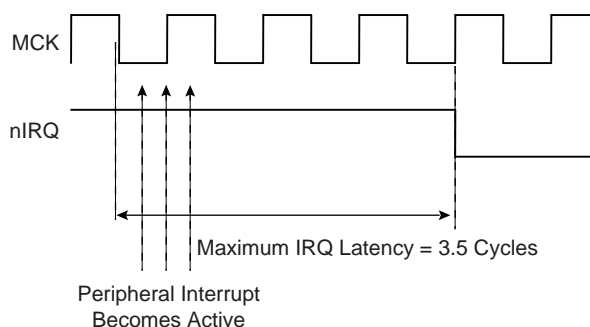 MCK
nIRQ
Maximum IRQ Latency = 3.5 Cycles
Peripheral Interrupt
Becomes Active